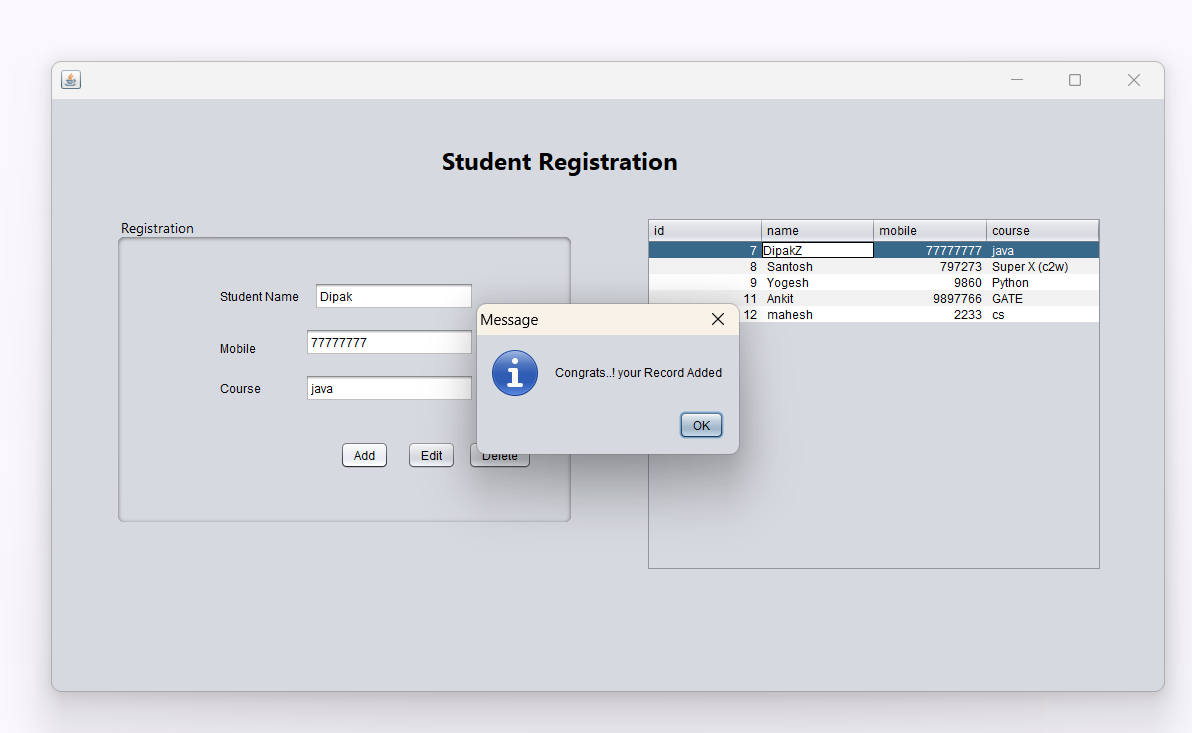 Student Registration
Registration
Student Name Dipak
Mobile 77777777
Course java
Add Edit Delete
id name mobile course
7 DipakZ 77777777 java
8 Santosh 797273 Super X (c2w)
9 Yogesh 9860 Python
11 Ankit 9897766 GATE
12 mahesh 2233 cs
Message
Congrats..! your Record Added
OK